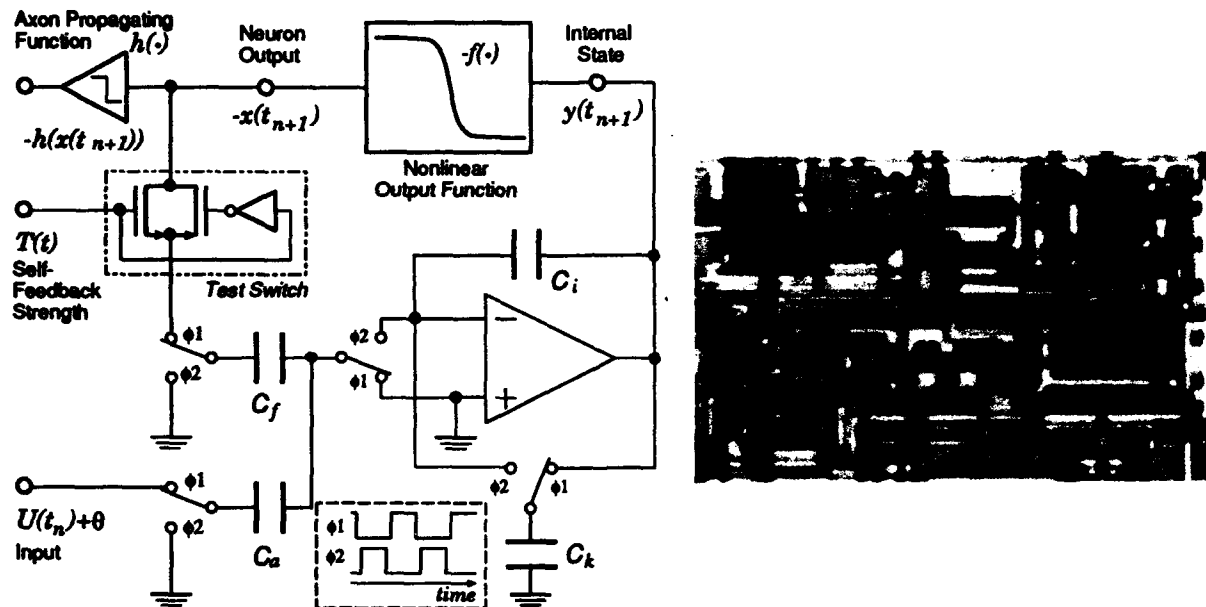 Axon Propagating
Function
h(·)
Neuron
Output
Internal
State
-f(·)
-h(x(t n+1))
-x(t n+1)
y(t n+1)
Nonlinear
Output Function
T(t)
Self-
Feedback
Strength
Test Switch
C i
ϕ1
ϕ2
C f
ϕ2
ϕ1
−
+
ϕ1
ϕ2
U(t n)+θ
Input
C a
ϕ2
ϕ1
C k
ϕ1
ϕ2
time